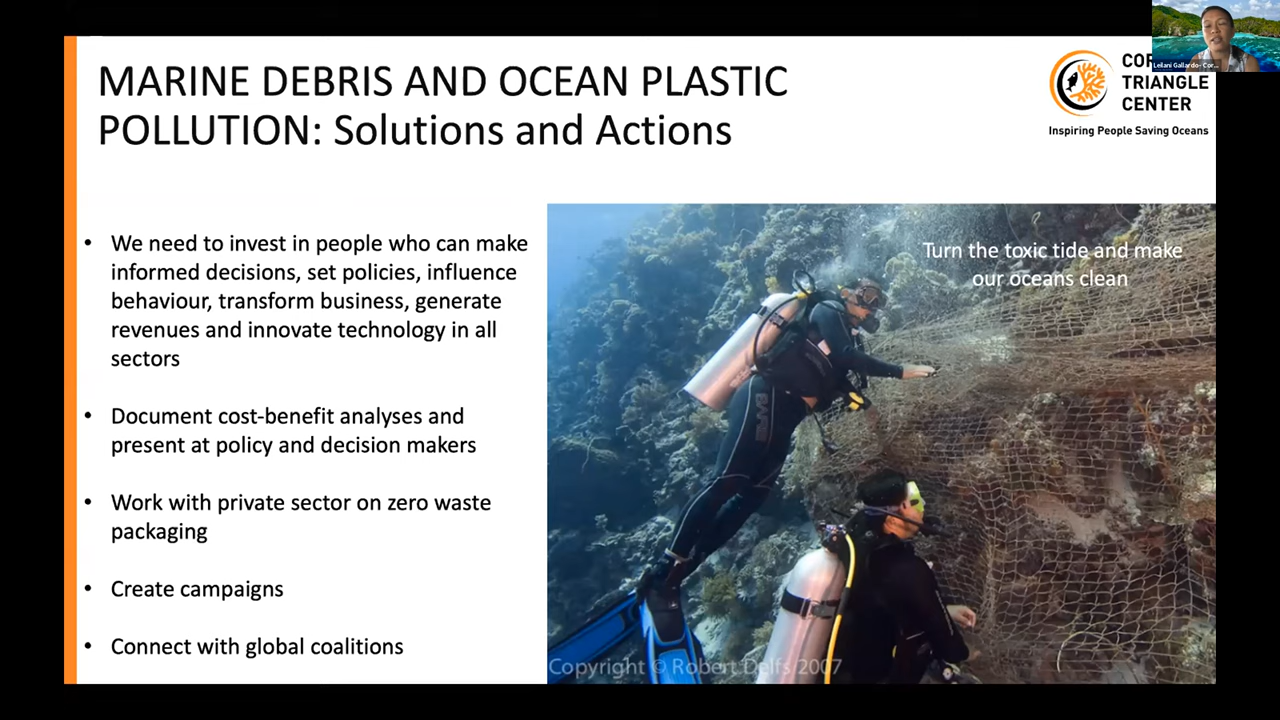 MARINE DEBRIS AND OCEAN PLASTIC
POLLUTION: Solutions and Actions
COR
TRIANGLE
CENTER
Inspiring People Saving Oceans
Leilani Gallardo- Cor...
• We need to invest in people who can make
informed decisions, set policies, influence
behaviour, transform business, generate
revenues and innovate technology in all
sectors
• Document cost-benefit analyses and
present at policy and decision makers
• Work with private sector on zero waste
packaging
• Create campaigns
• Connect with global coalitions
Turn the toxic tide and make
our oceans clean
Copyright © Robert Delfs 2007